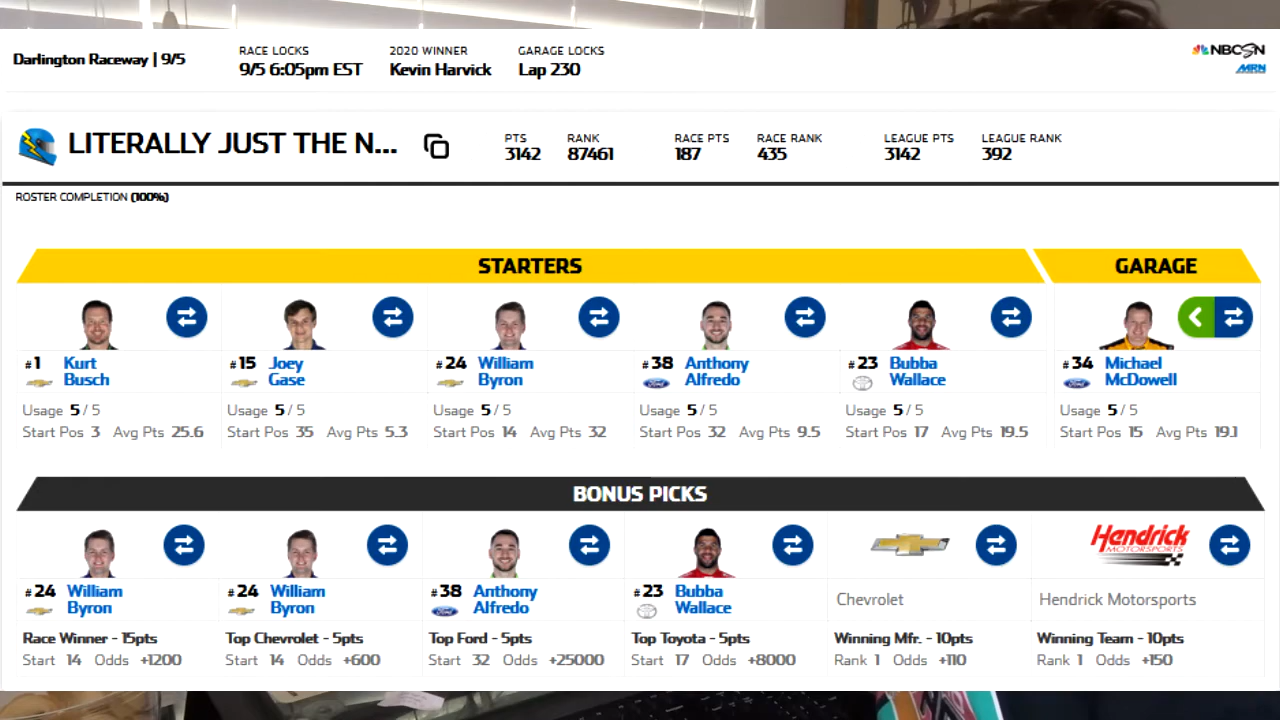 Darlington Raceway | 9/5
RACE LOCKS
9/5 6:05pm EST
2020 WINNER
Kevin Harvick
GARAGE LOCKS
Lap 230
NBCSN
MRN
LITERALLY JUST THE N...
PTS
3142
RANK
87461
RACE PTS
187
RACE RANK
435
LEAGUE PTS
3142
LEAGUE RANK
392
ROSTER COMPLETION (100%)
STARTERS
GARAGE
#1 Kurt
Busch
Usage 5 / 5
Start Pos 3 Avg Pts 25.6
#15 Joey
Gase
Usage 5 / 5
Start Pos 35 Avg Pts 5.3
#24 William
Byron
Usage 5 / 5
Start Pos 14 Avg Pts 32
#38 Anthony
Ford Alfredo
Usage 5 / 5
Start Pos 32 Avg Pts 9.5
#23 Bubba
Wallace
Usage 5 / 5
Start Pos 17 Avg Pts 19.5
#34 Michael
Ford McDowell
Usage 5 / 5
Start Pos 15 Avg Pts 19.1
BONUS PICKS
#24 William
Byron
Race Winner - 15pts
Start 14 Odds +1200
#24 William
Byron
Top Chevrolet - 5pts
Start 14 Odds +600
#38 Anthony
Ford Alfredo
Top Ford - 5pts
Start 32 Odds +25000
#23 Bubba
Wallace
Top Toyota - 5pts
Start 17 Odds +8000
Chevrolet
Winning Mfr. - 10pts
Rank 1 Odds +110
Hendrick
MOTORSPORTS
Hendrick Motorsports
Winning Team - 10pts
Rank 1 Odds +150